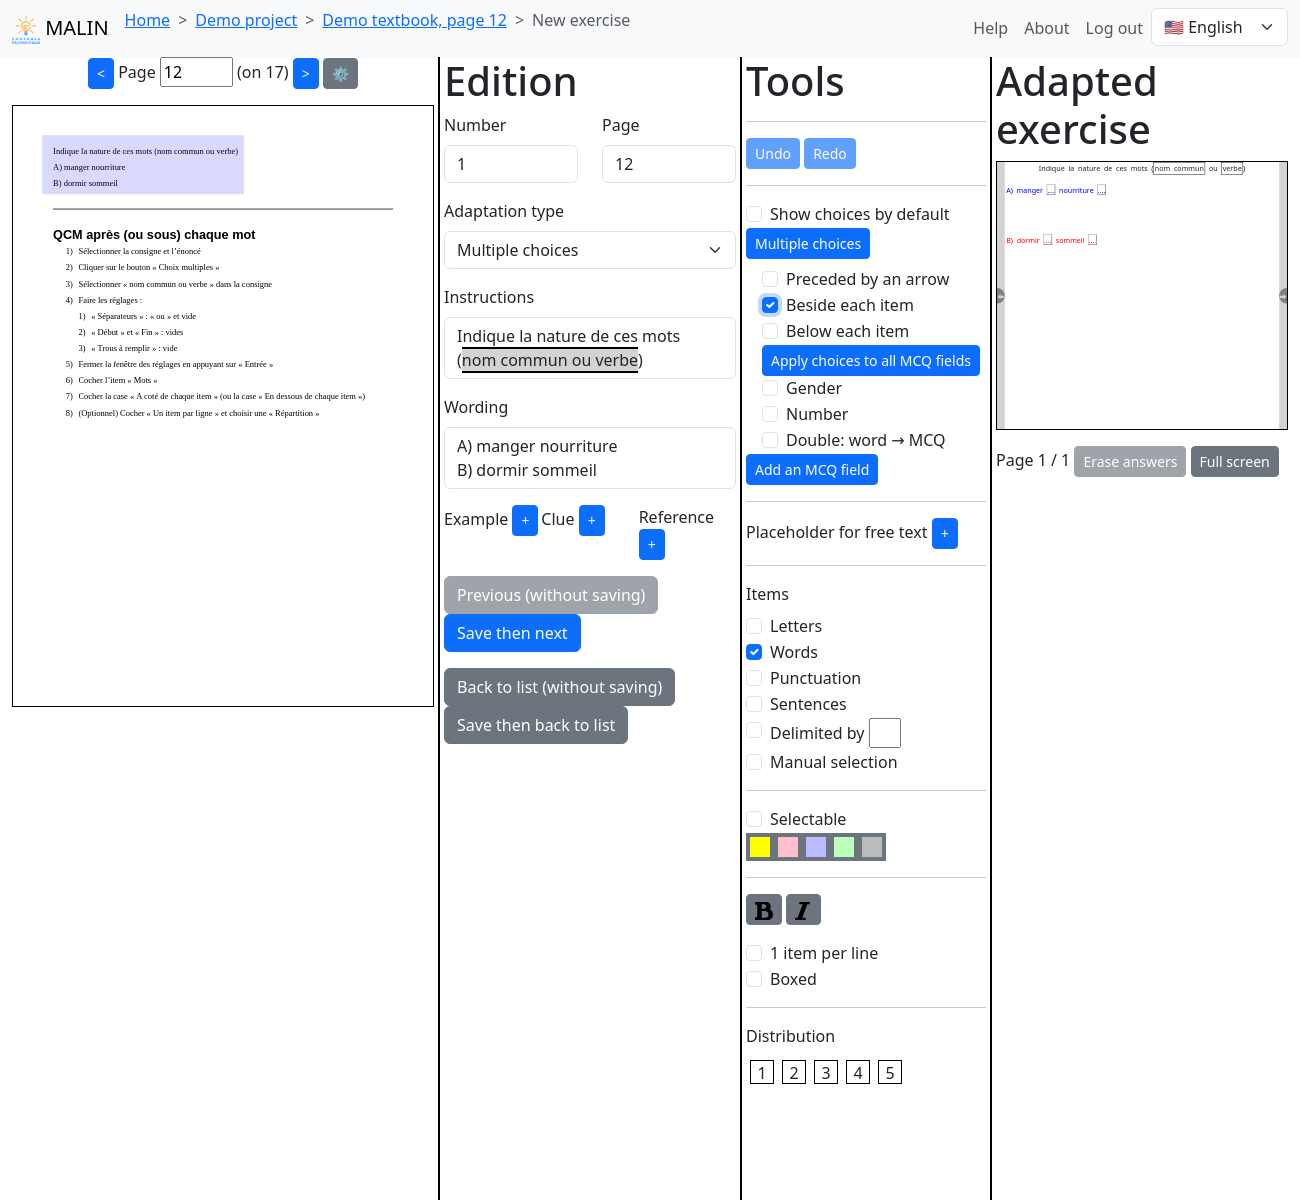 MALIN
Home > Demo project > Demo textbook, page 12 > New exercise
Help About Log out 🇺🇸 English
< Page 12 (on 17) > ⚙️
Indique la nature de ces mots (nom commun ou verbe)
A) manger nourriture
B) dormir sommeil
QCM après (ou sous) chaque mot
1) Sélectionner la consigne et l’énoncé
2) Cliquer sur le bouton « Choix multiples »
3) Sélectionner « nom commun ou verbe » dans la consigne
4) Faire les réglages :
1) « Séparateurs » : « ou » et vide
2) « Début » et « Fin » : vides
3) « Trous à remplir » : vide
5) Fermer la fenêtre des réglages en appuyant sur « Entrée »
6) Cocher l’item « Mots »
7) Cocher la case « A coté de chaque item » (ou la case « En dessous de chaque item »)
8) (Optionnel) Cocher « Un item par ligne » et choisir une « Répartition »
Edition
Number Page
1 12
Adaptation type
Multiple choices
Instructions
Indique la nature de ces mots
(nom commun ou verbe)
Wording
A) manger nourriture
B) dormir sommeil
Example + Clue + Reference
+
Previous (without saving)
Save then next
Back to list (without saving)
Save then back to list
Tools
Undo Redo
Show choices by default
Multiple choices
Preceded by an arrow
Beside each item
Below each item
Apply choices to all MCQ fields
Gender
Number
Double: word → MCQ
Add an MCQ field
Placeholder for free text +
Items
Letters
Words
Punctuation
Sentences
Delimited by
Manual selection
Selectable
B I
1 item per line
Boxed
Distribution
1 2 3 4 5
Adapted
exercise
Indique la nature de ces mots (nom commun ou verbe)
A) manger .... nourriture ....
B) dormir .... sommeil ....
Page 1 / 1 Erase answers Full screen